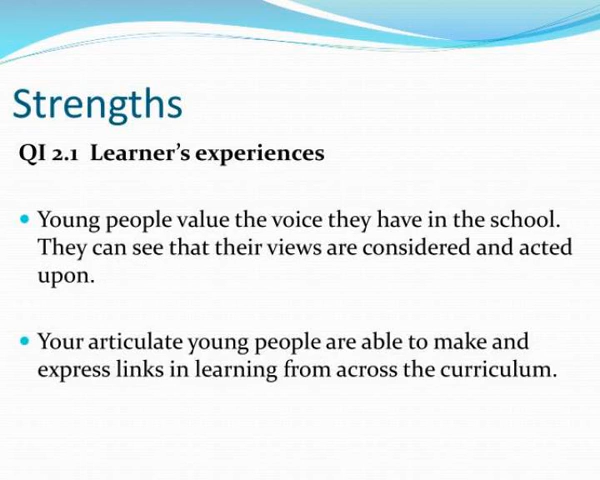 Strengths
QI 2.1 Learner’s experiences
Young people value the voice they have in the school.
They can see that their views are considered and acted
upon.
Your articulate young people are able to make and
express links in learning from across the curriculum.